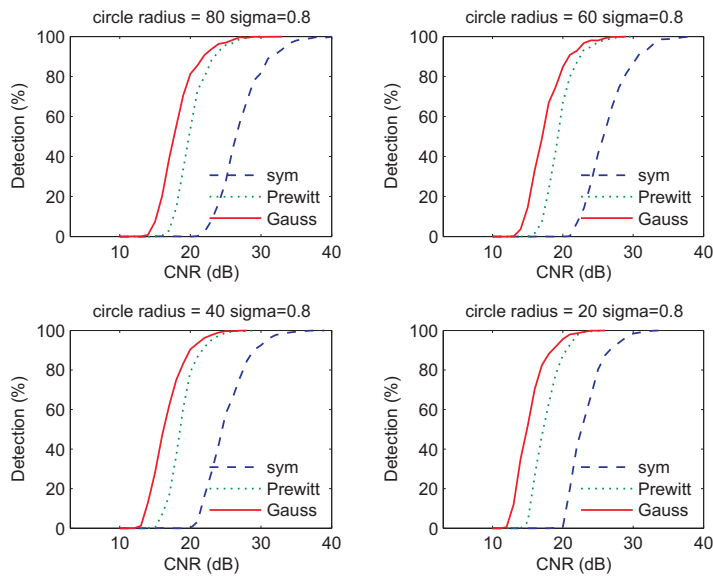 circle radius = 80 sigma=0.8
100
80
60
40
20
0
Detection (%)
sym
Prewitt
Gauss
10
20
30
40
CNR (dB)
circle radius = 60 sigma=0.8
100
80
60
40
20
0
Detection (%)
sym
Prewitt
Gauss
10
20
30
40
CNR (dB)
circle radius = 40 sigma=0.8
100
80
60
40
20
0
Detection (%)
sym
Prewitt
Gauss
10
20
30
40
CNR (dB)
circle radius = 20 sigma=0.8
100
80
60
40
20
0
Detection (%)
sym
Prewitt
Gauss
10
20
30
40
CNR (dB)